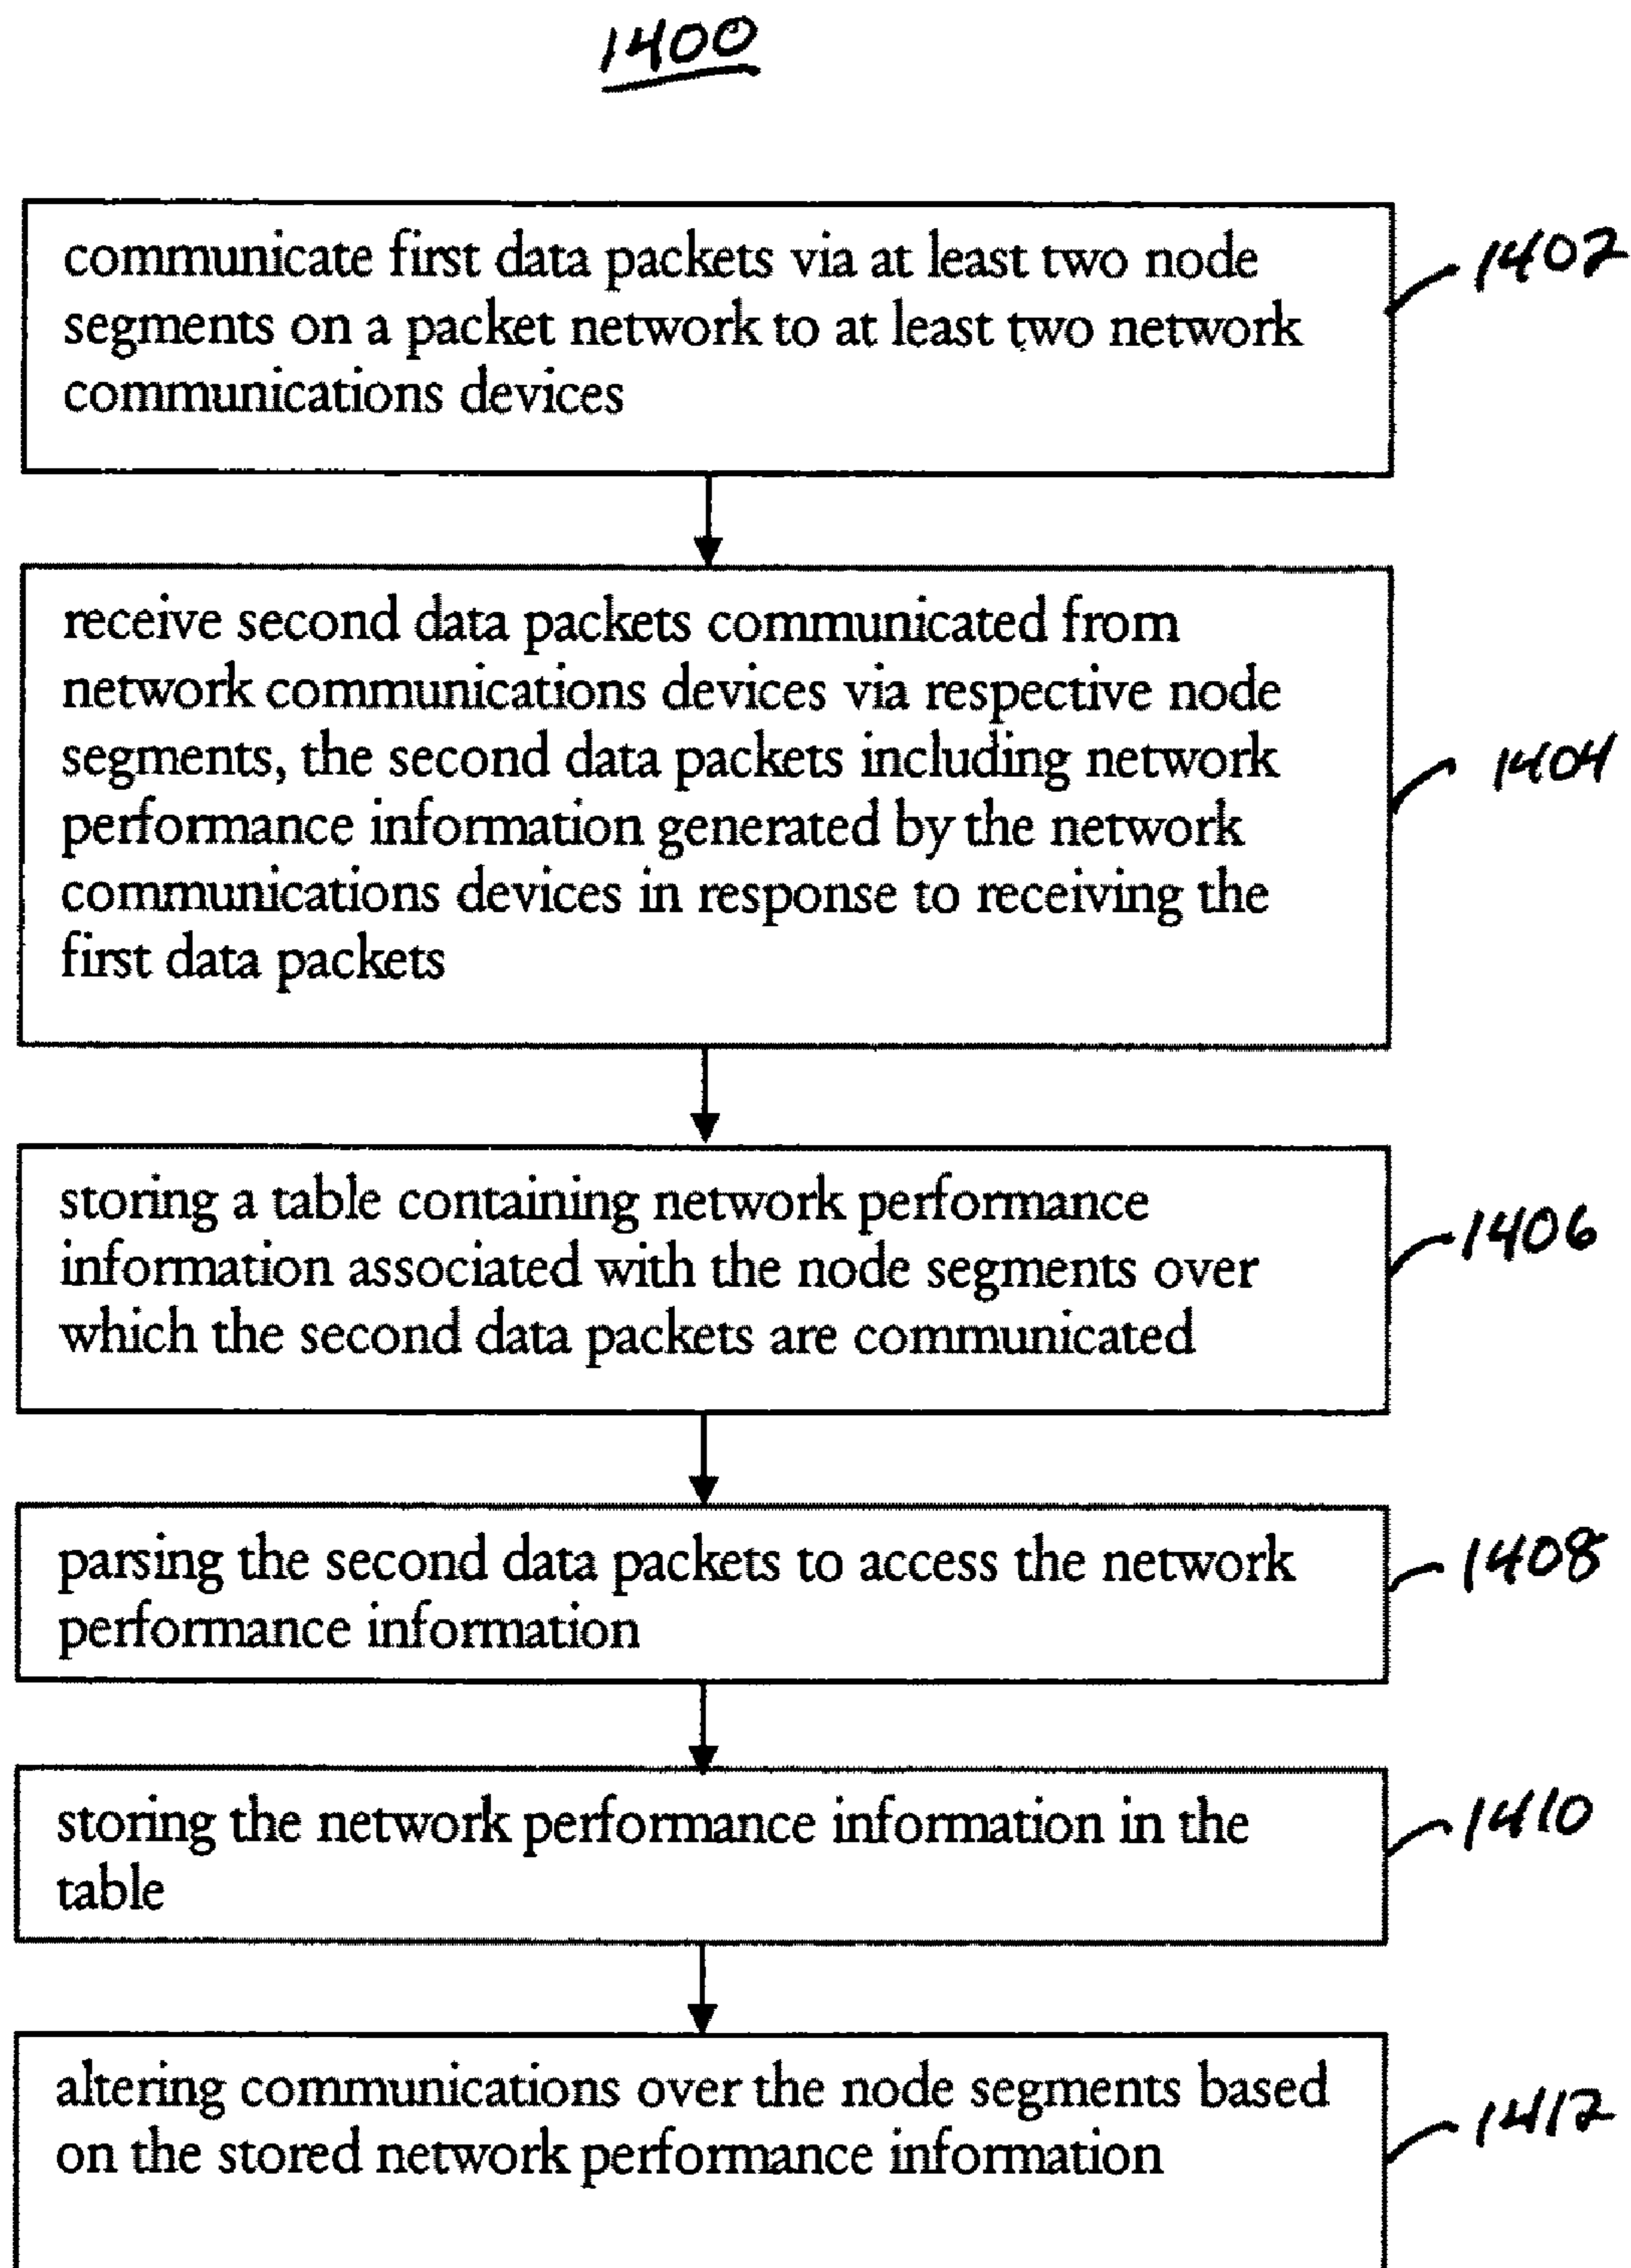 1400
communicate first data packets via at least two node
segments on a packet network to at least two network
communications devices
1402
receive second data packets communicated from
network communications devices via respective node
segments, the second data packets including network
performance information generated by the network
communications devices in response to receiving the
first data packets
1404
storing a table containing network performance
information associated with the node segments over
which the second data packets are communicated
1406
parsing the second data packets to access the network
performance information
1408
storing the network performance information in the
table
1410
altering communications over the node segments based
on the stored network performance information
1412